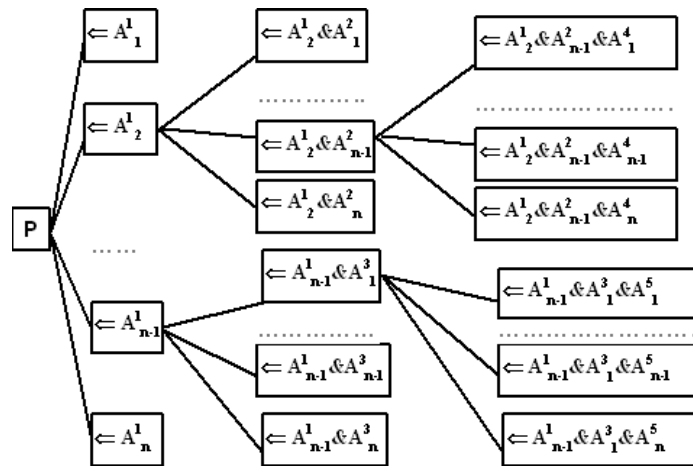 ⇐ A¹₁
⇐ A¹₂ &A²₁
⇐ A¹₂ &A²ₙ₋₁ &A⁴₁
⇐ A¹₂
⇐ A¹₂ &A²ₙ₋₁
⇐ A¹₂ &A²ₙ₋₁ &A⁴ₙ₋₁
⇐ A¹₂ &A²ₙ
⇐ A¹₂ &A²ₙ₋₁ &A⁴ₙ
P
⇐ A¹ₙ₋₁ &A³₁
⇐ A¹ₙ₋₁ &A³₁ &A⁵₁
⇐ A¹ₙ₋₁
⇐ A¹ₙ₋₁ &A³ₙ₋₁
⇐ A¹ₙ₋₁ &A³₁ &A⁵ₙ₋₁
⇐ A¹ₙ
⇐ A¹ₙ₋₁ &A³ₙ
⇐ A¹ₙ₋₁ &A³₁ &A⁵ₙ